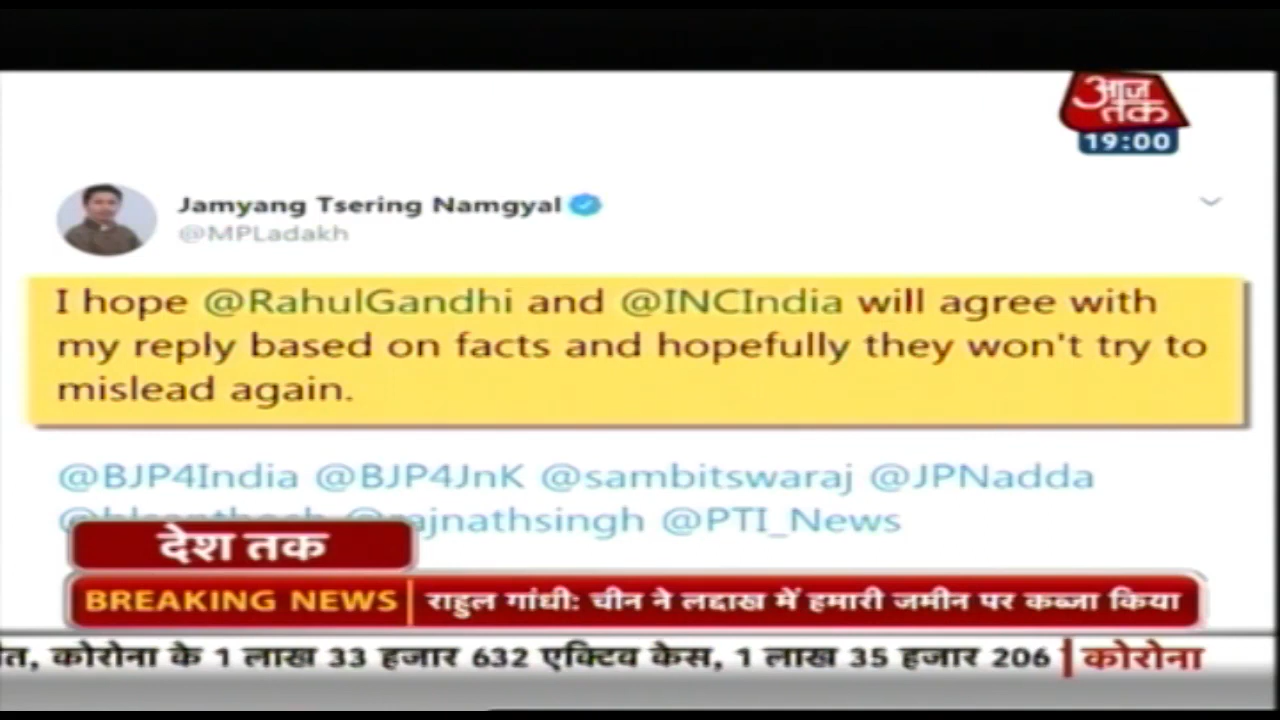 आज
तक
19:00
Jamyang Tsering Namgyal
@MPLadakh
I hope @RahulGandhi and @INCIndia will agree with
my reply based on facts and hopefully they won't try to
mislead again.
@BJP4India @BJP4JnK @sambitswaraj @JPNadda
@rajnathsingh @PTI_News
देश तक
BREAKING NEWS
राहुल गांधी: चीन ने लद्दाख में हमारी जमीन पर कब्जा किया
कोरोना के 1 लाख 33 हजार 632 एक्टिव केस, 1 लाख 35 हजार 206 | कोरोना